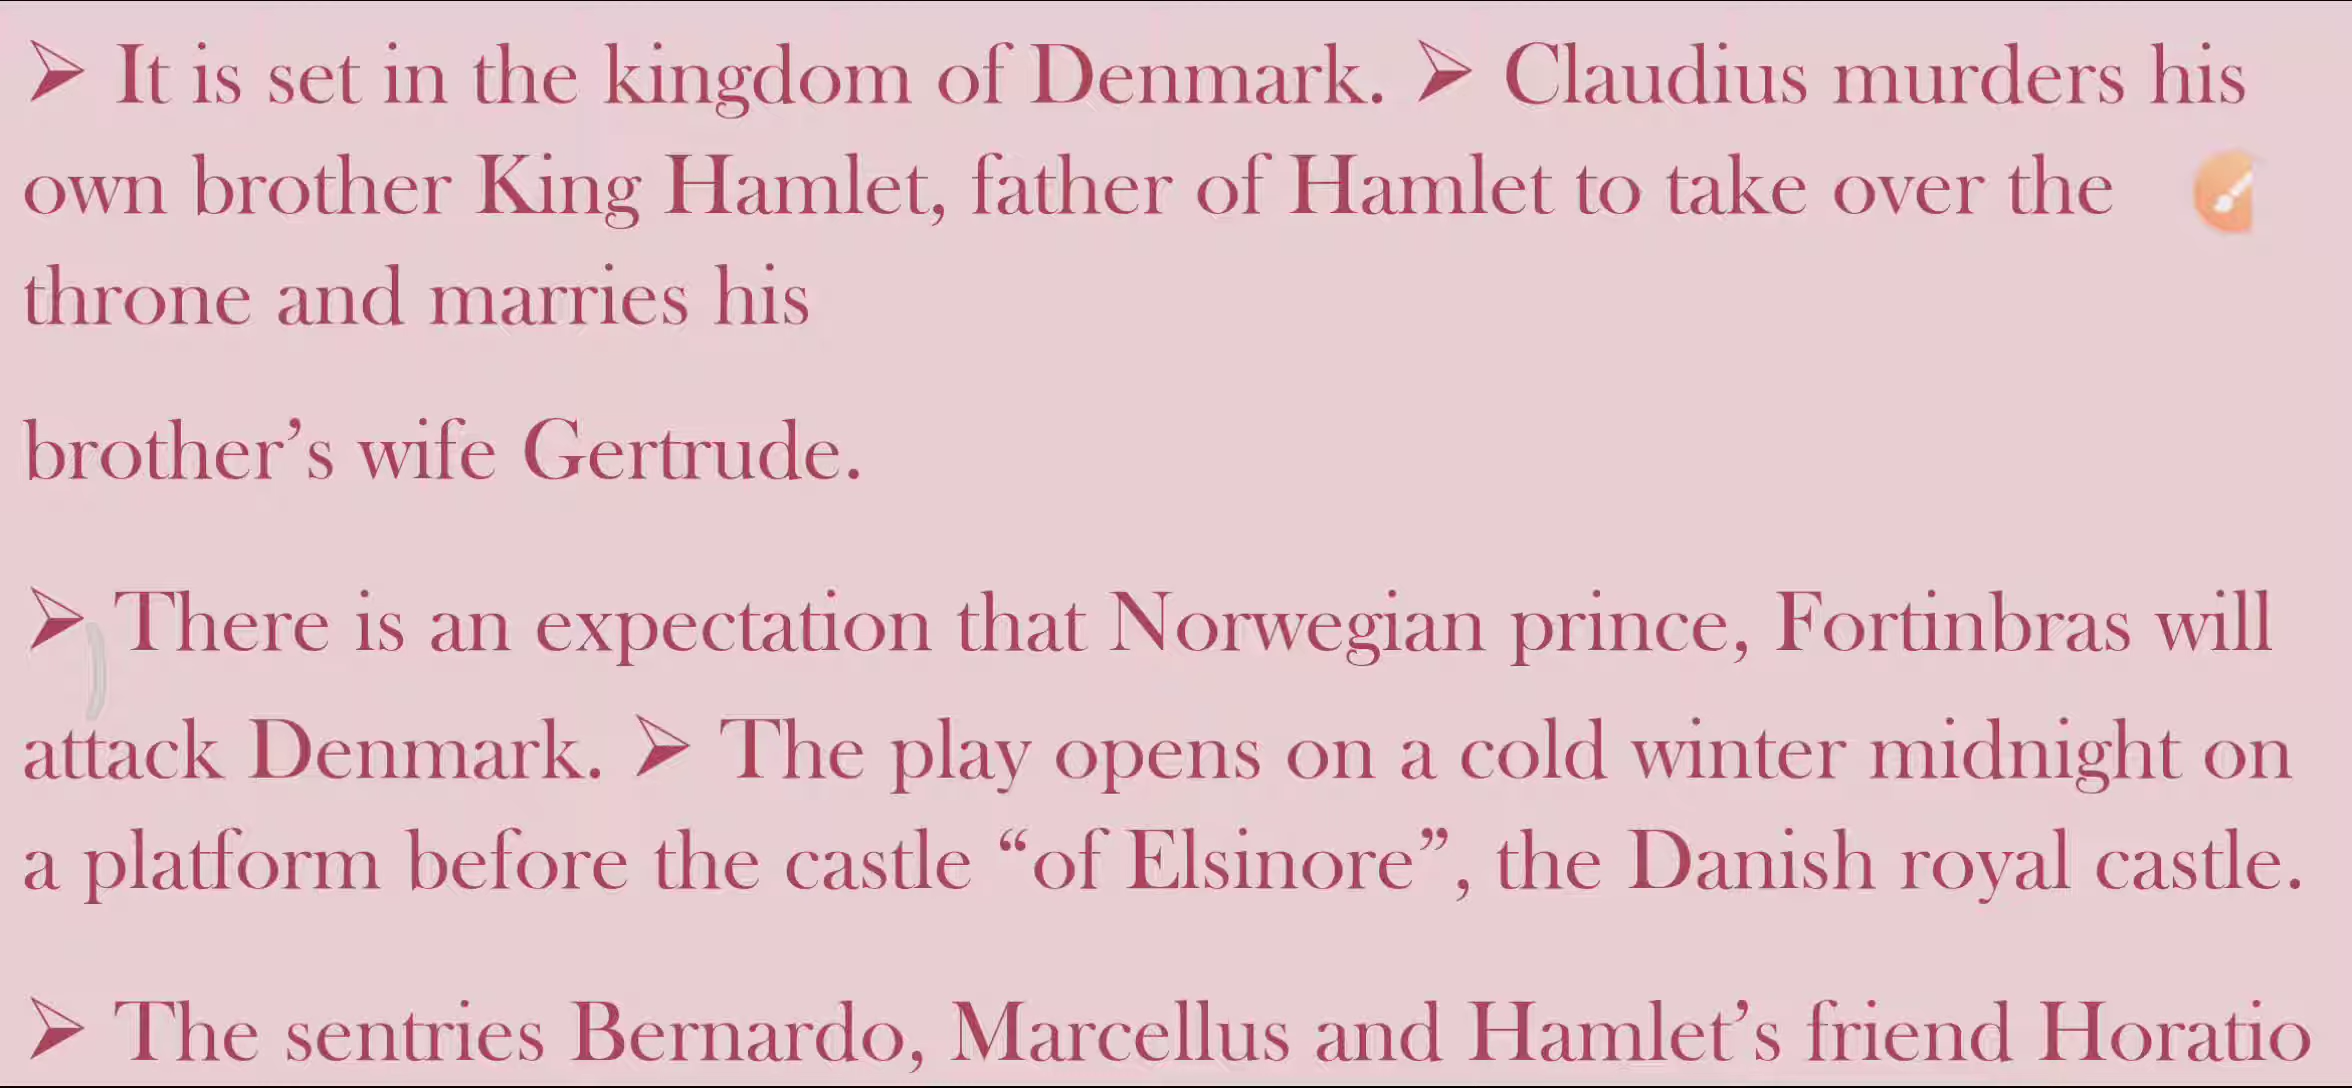 ➢ It is set in the kingdom of Denmark. ➢ Claudius murders his
own brother King Hamlet, father of Hamlet to take over the
throne and marries his
brother’s wife Gertrude.
➢ There is an expectation that Norwegian prince, Fortinbras will
attack Denmark. ➢ The play opens on a cold winter midnight on
a platform before the castle “of Elsinore”, the Danish royal castle.
➢ The sentries Bernardo, Marcellus and Hamlet’s friend Horatio